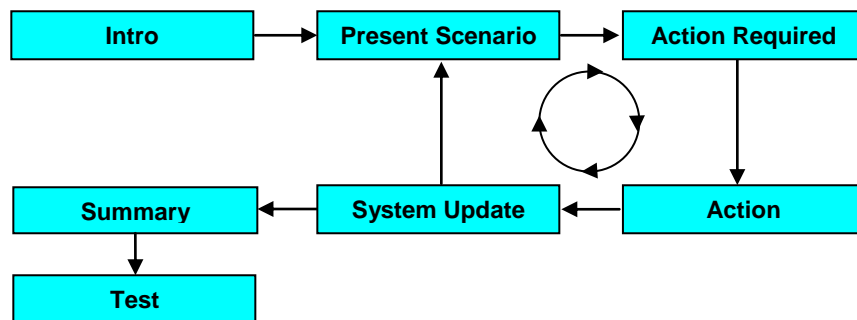 Intro
Present Scenario
Action Required
Summary
System Update
Action
Test